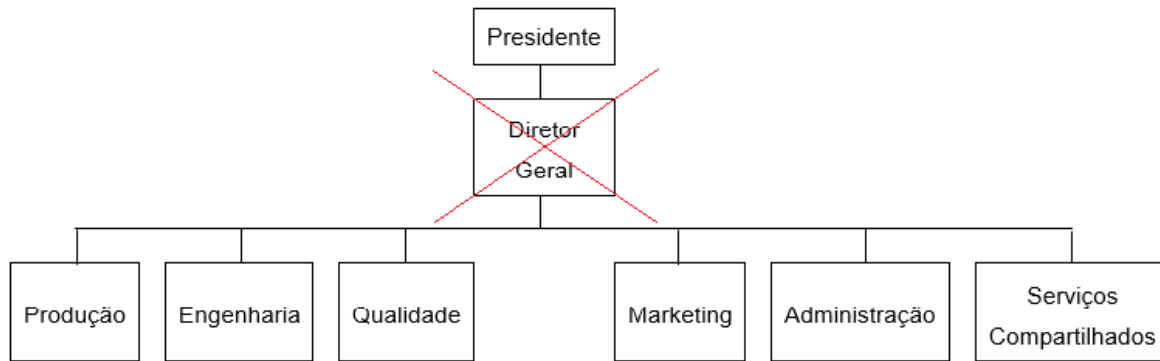 Presidente
Diretor
Geral
Produção
Engenharia
Qualidade
Marketing
Administração
Serviços
Compartilhados